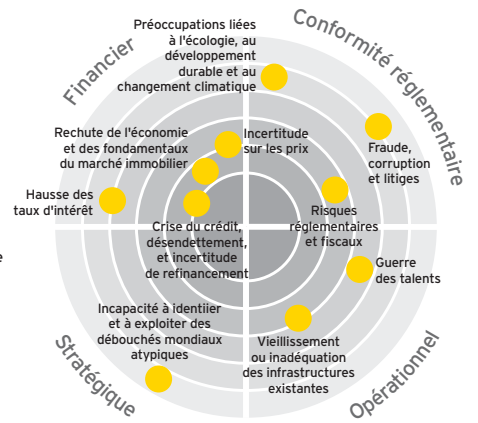 Financier
Conformité réglementaire
Préoccupations liées
à l'écologie, au
développement
durable et au
changement climatique
Rechute de l'économie
et des fondamentaux
du marché immobilier
Incertitude
sur les prix
Fraude,
corruption
et litiges
Hausse des
taux d'intérêt
Crise du crédit,
désendettement,
et incertitude
de refinancement
Risques
réglementaires
et fiscaux
e
Guerre
des talents
Incapacité à identiier
et à exploiter des
débouchés mondiaux
atypiques
Vieillissement
ou inadéquation
des infrastructures
existantes
Stratégique
Opérationnel